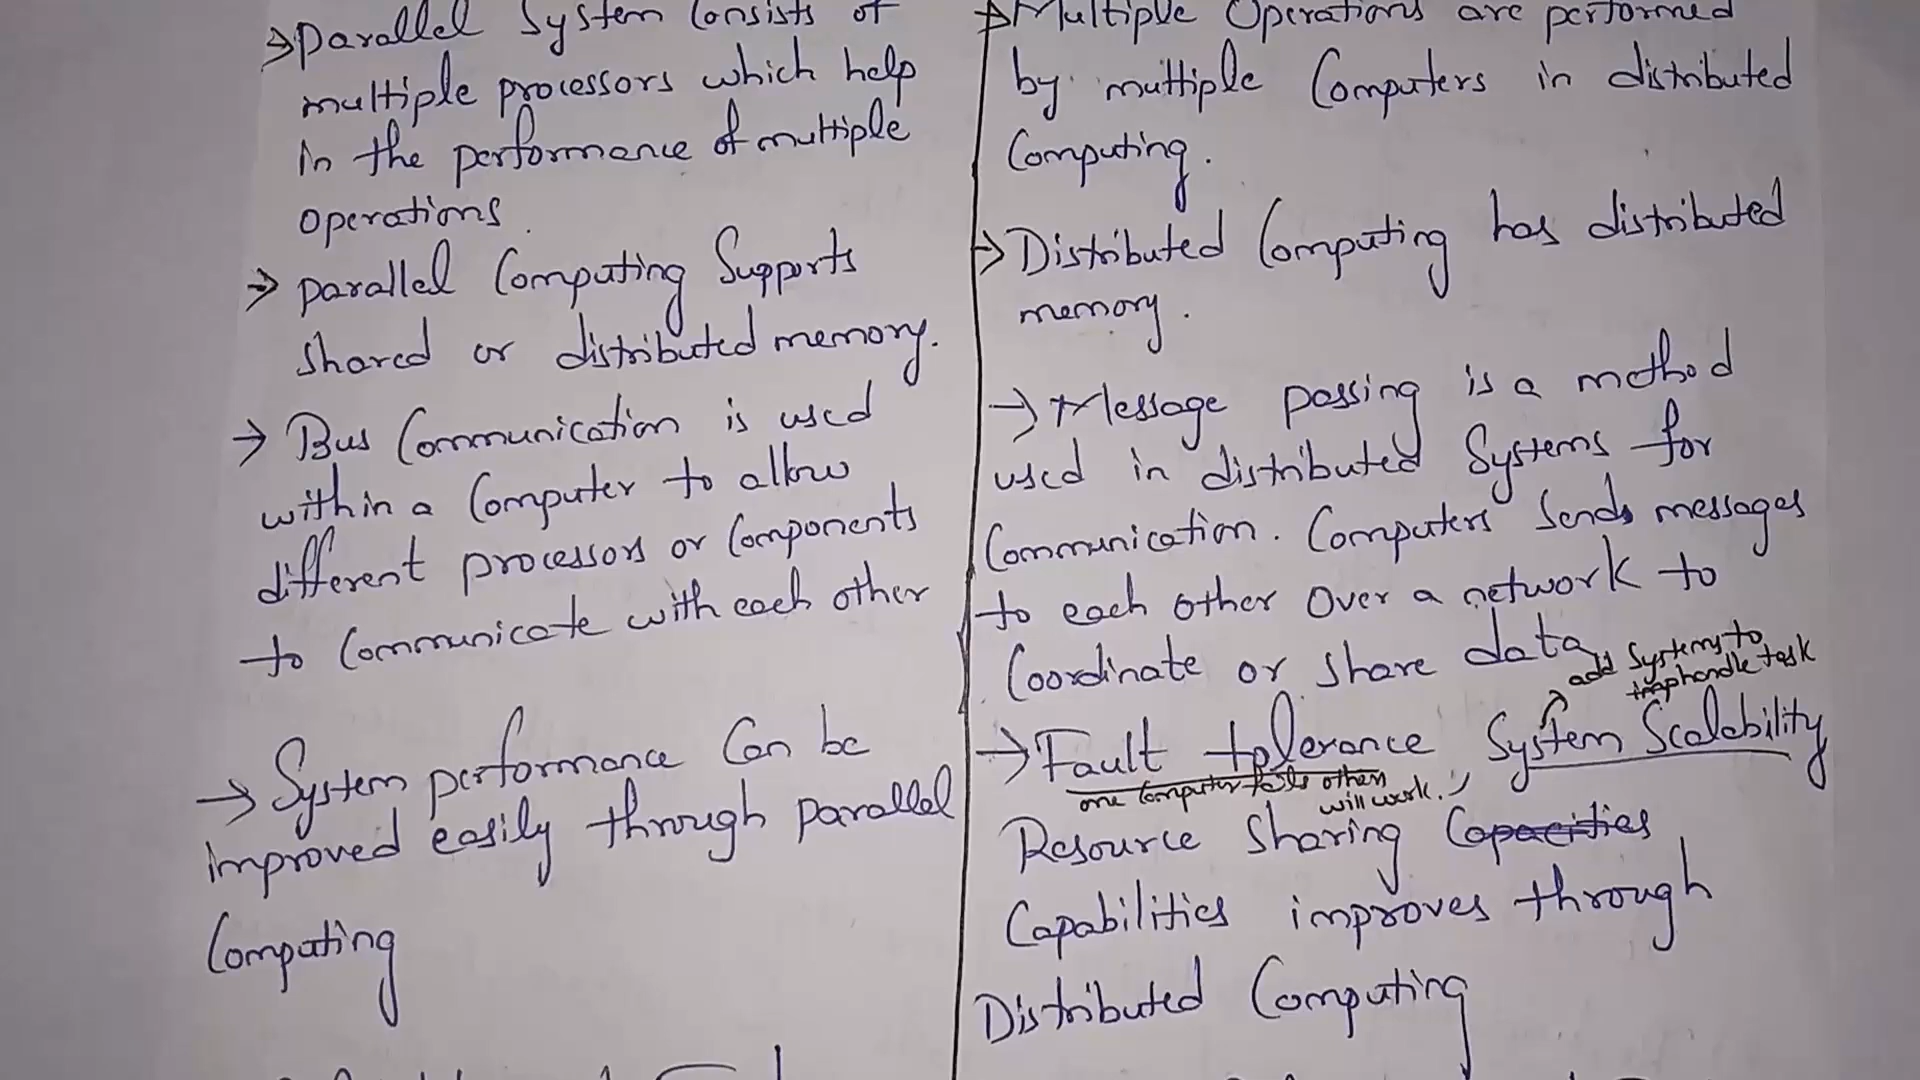 → parallel System Consists of
multiple processors which help
in the performance of multiple
operations.
→ parallel Computing Supports
shared or distributed memory.
→ Bus Communication is used
within a Computer to allow
different processors or Components
to Communicate with each other
→ System performance Can be
improved easily through parallel
Computing
→ Multiple Operations are performed
by multiple Computers in distributed
Computing.
→ Distributed Computing has distributed
memory.
→ Message passing is a method
used in distributed Systems for
Communication. Computers Sends messages
to each other Over a network to
Coordinate or share data
add Systems to
handle task
→ Fault tolerance, System Scalability
one Computer fails others
will work.
Resource Sharing Capacities
Capabilities improves through
Distributed Computing